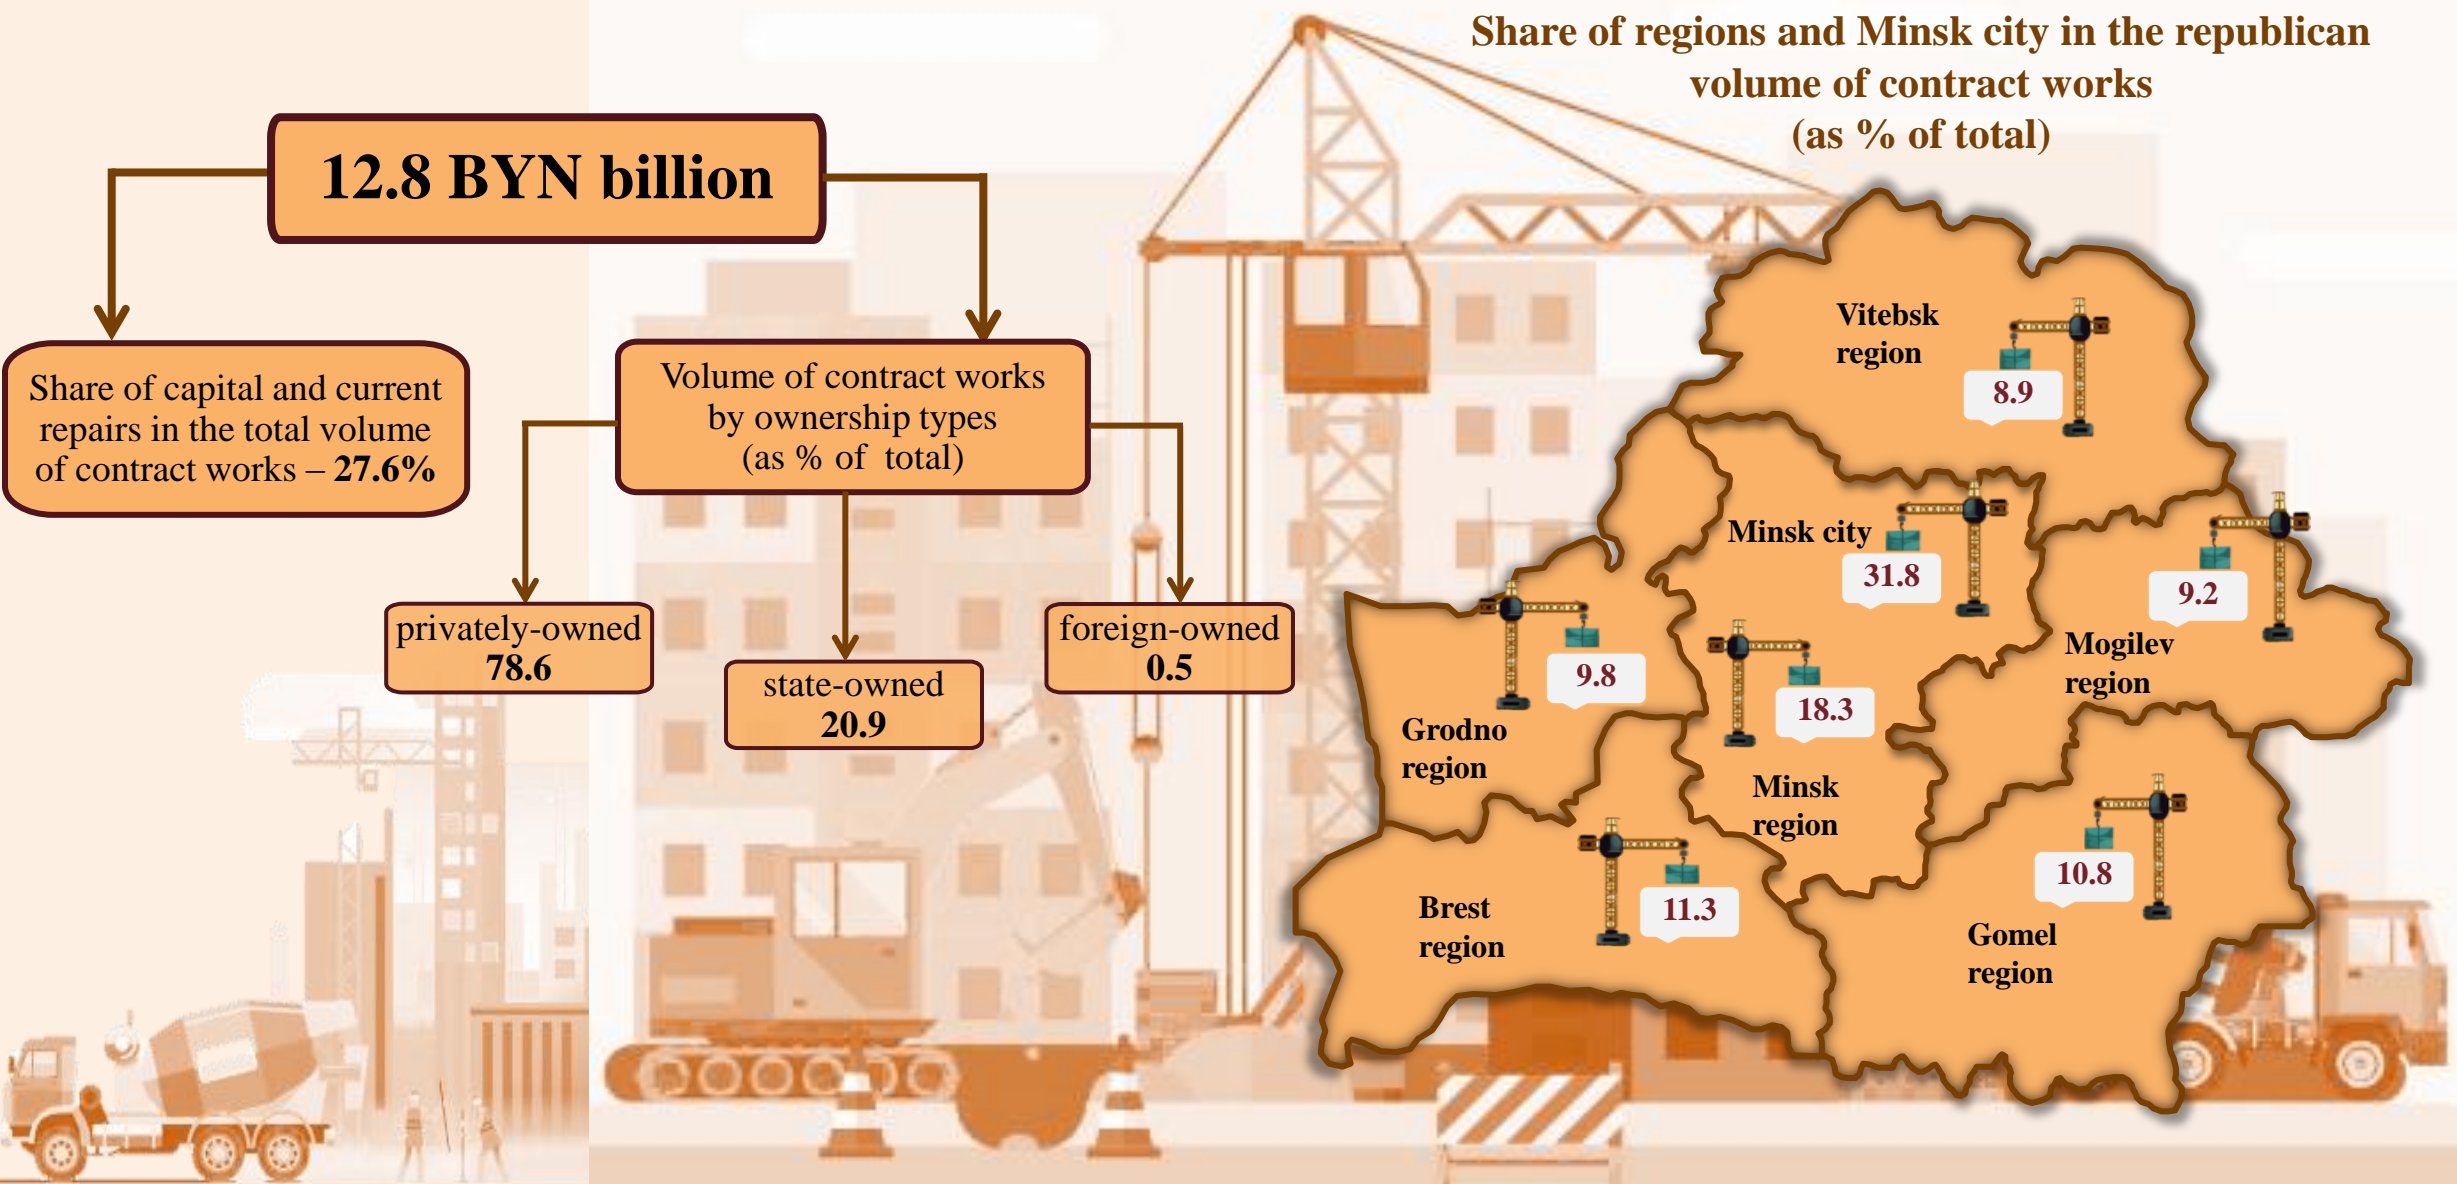 Share of regions and Minsk city in the republican
volume of contract works
(as % of total)
12.8 BYN billion
Share of capital and current
repairs in the total volume
of contract works – 27.6%
Volume of contract works
by ownership types
(as % of total)
privately-owned
78.6
state-owned
20.9
foreign-owned
0.5
Vitebsk
region
8.9
Minsk city
31.8
9.2
Mogilev
region
9.8
Grodno
region
18.3
Minsk
region
11.3
Brest
region
10.8
Gomel
region